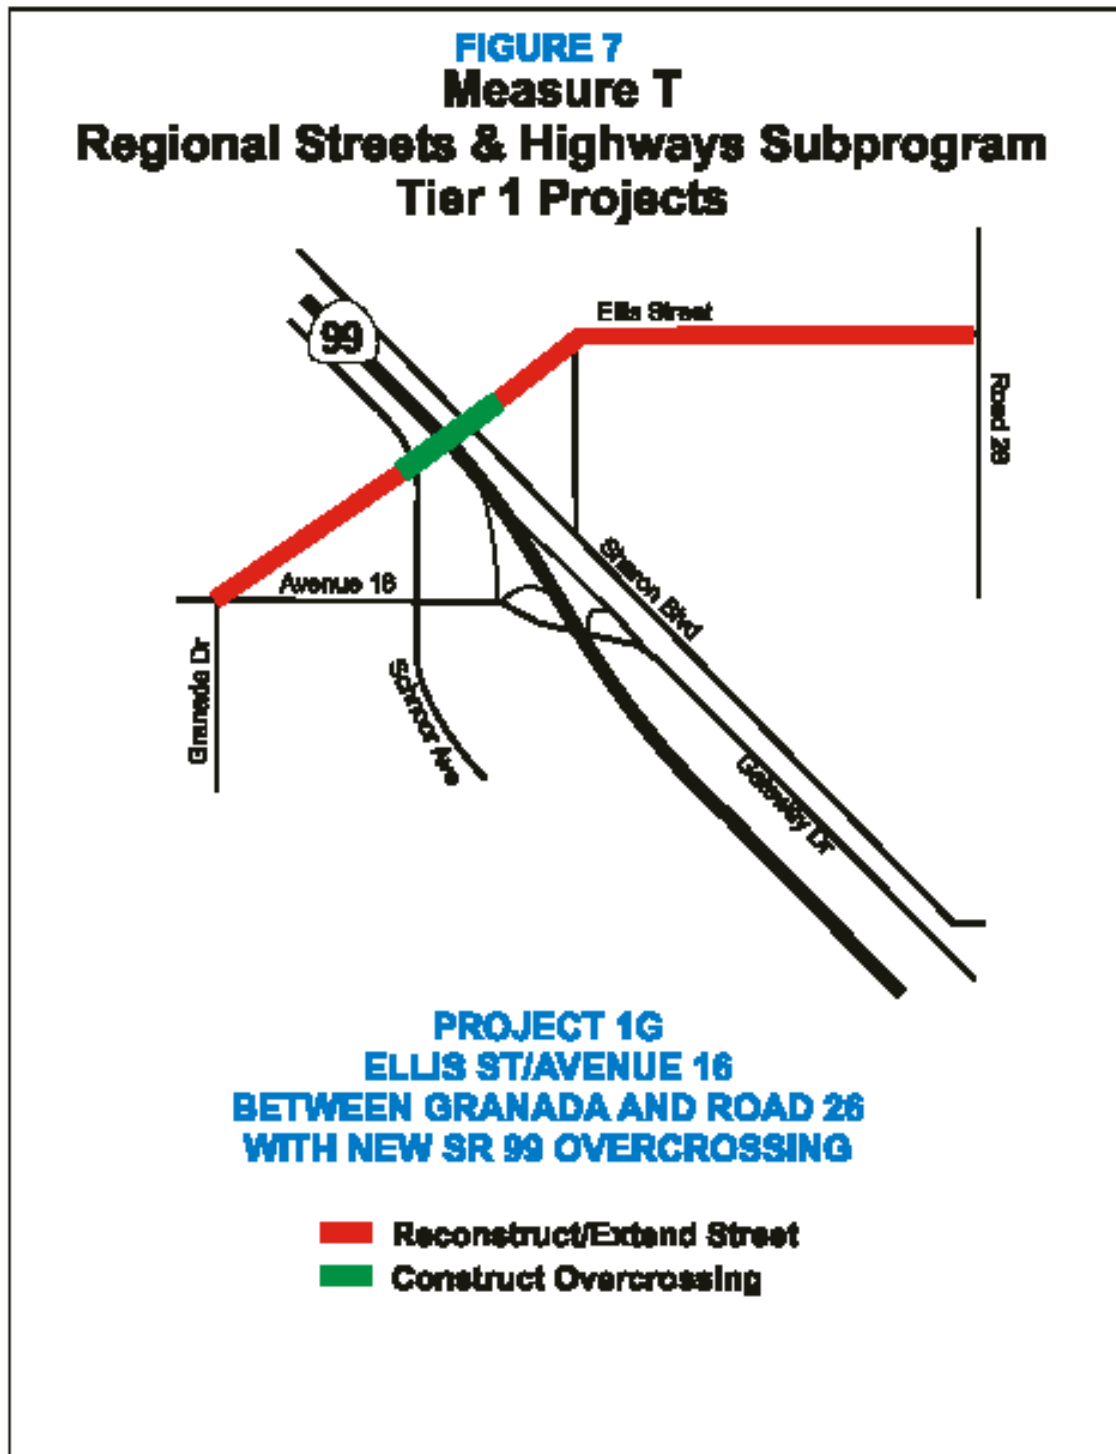 FIGURE 7
Measure T
Regional Streets & Highways Subprogram
Tier 1 Projects
99
Ellis Street
Road 26
Avenue 16
Sharon Blvd
Granada Dr
Schnoor Ave
Gateway Dr
PROJECT 1G
ELLIS ST/AVENUE 16
BETWEEN GRANADA AND ROAD 26
WITH NEW SR 99 OVERCROSSING
Reconstruct/Extend Street
Construct Overcrossing